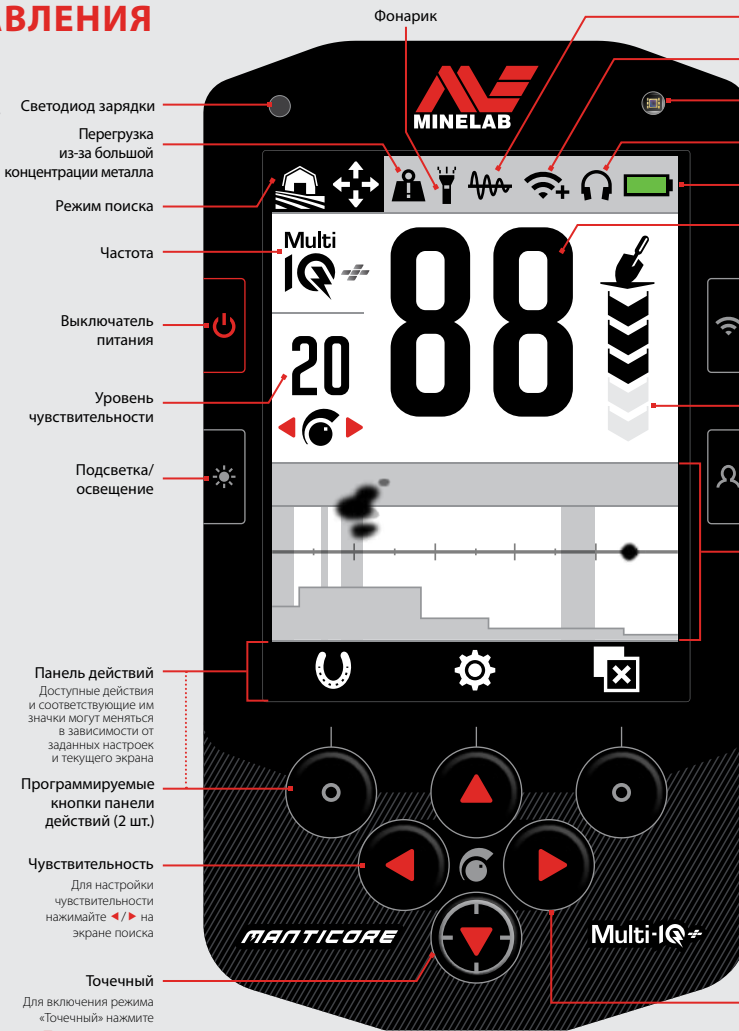 АВЛЕНИЯ
Фонарик
Светодиод зарядки
Перегрузка
из-за большой
концентрации металла
Режим поиска
Частота
Выключатель
питания
Уровень
чувствительности
Подсветка/
освещение
Панель действий
Доступные действия
и соответствующие им
значки могут меняться
в зависимости от
заданных настроек
и текущего экрана
Программируемые
кнопки панели
действий (2 шт.)
Чувствительность
Для настройки
чувствительности
нажимайте ◄/► на
экране поиска
Точечный
Для включения режима
«Точечный» нажмите
MINELAB
Multi
IQ
88
20
MANTICORE
Multi-IQ+